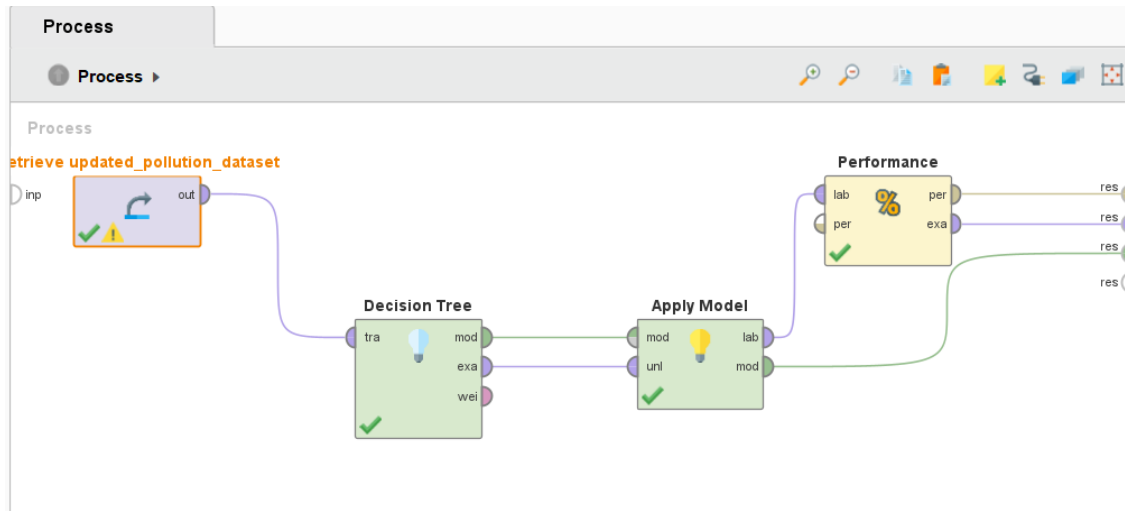 Process
Process
Process
etrieve updated_pollution_dataset
inp
out
Performance
lab
per
per
exa
res
res
res
res
Decision Tree
tra
mod
exa
wei
Apply Model
mod
lab
unl
mod